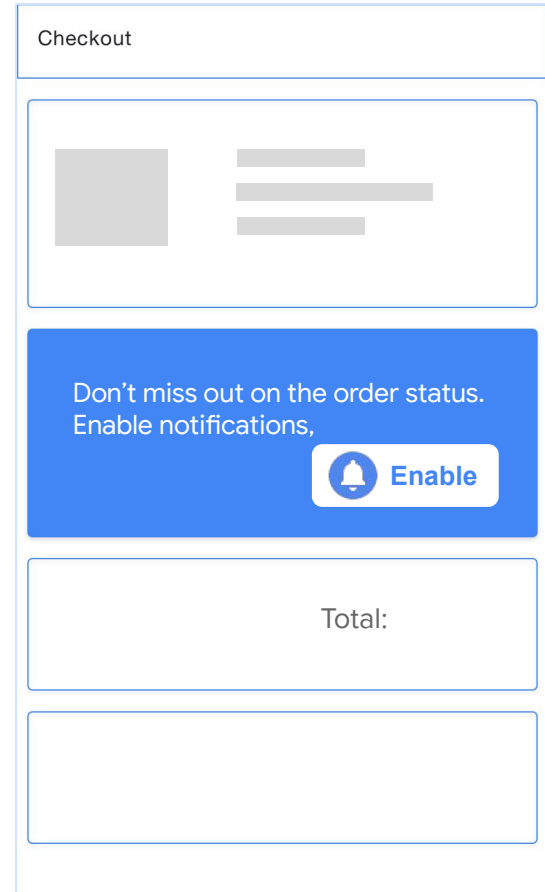 Checkout
Don’t miss out on the order status.
Enable notifications,
Enable
Total: